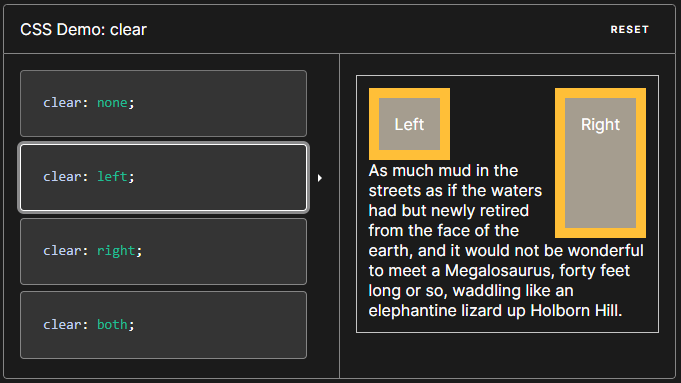 CSS Demo: clear
RESET
clear: none;
clear: left;
clear: right;
clear: both;
Left
Right
As much mud in the
streets as if the waters
had but newly retired
from the face of the
earth, and it would not be wonderful
to meet a Megalosaurus, forty feet
long or so, waddling like an
elephantine lizard up Holborn Hill.